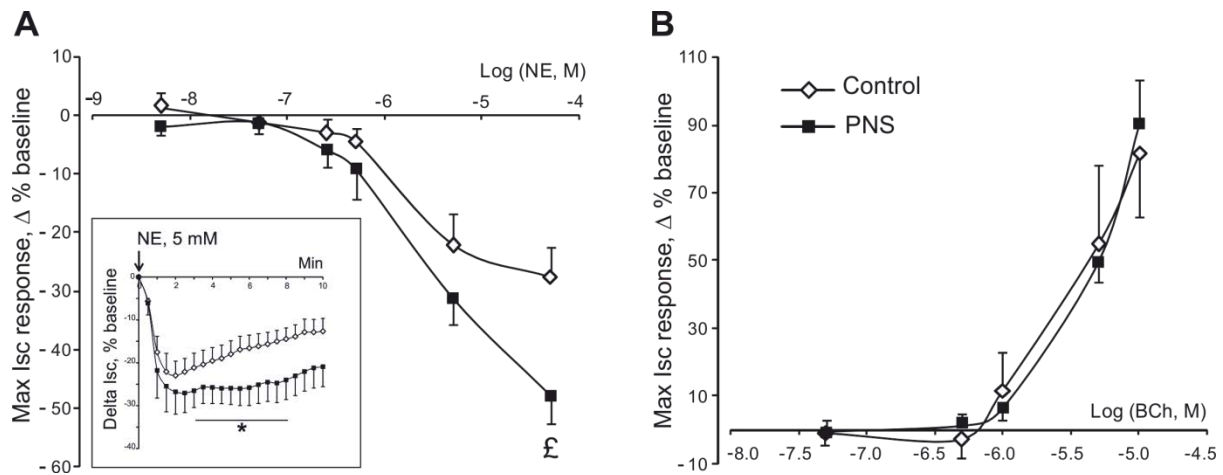 A
Max Isc response, Δ % baseline
10
0
- 10
- 20
- 30
- 40
- 50
- 60
Log (NE, M)
-9 -8 -7 -6 -5 -4
£
NE, 5 mM
Min
Delta Isc, % baseline
0
-10
-20
-30
-40
2 4 6 8 10
*
B
Max Isc response, Δ % baseline
110
90
70
50
30
10
-10
Control
PNS
Log (BCh, M)
-8.0 -7.5 -7.0 -6.5 -6.0 -5.5 -5.0 -4.5